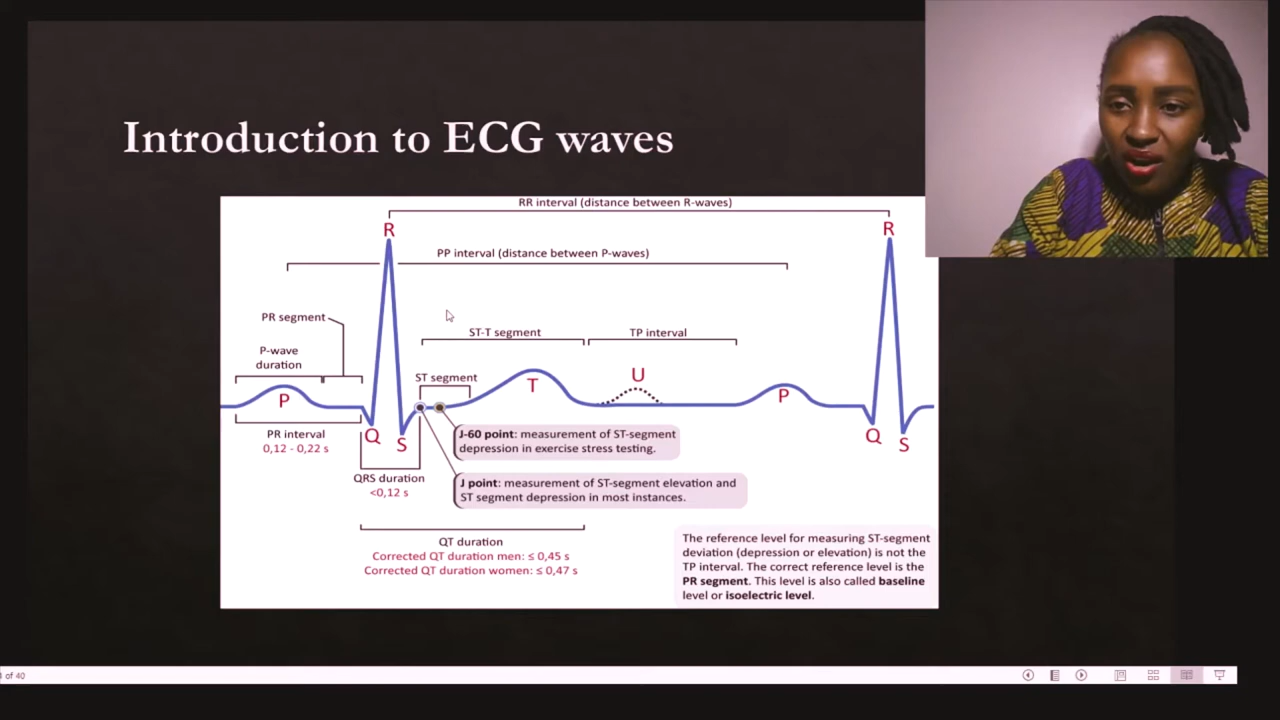 Introduction to ECG waves
RR interval (distance between R-waves)
R
R
PP interval (distance between P-waves)
PR segment
ST-T segment
TP interval
P-wave
duration
ST segment
U
T
P
P
PR interval
0,12 - 0,22 s
Q
S
Q
S
J-60 point: measurement of ST-segment
depression in exercise stress testing.
QRS duration
<0,12 s
J point: measurement of ST-segment elevation and
ST segment depression in most instances.
QT duration
Corrected QT duration men: ≤ 0,45 s
Corrected QT duration women: ≤ 0,47 s
The reference level for measuring ST-segment
deviation (depression or elevation) is not the
TP interval. The correct reference level is the
PR segment. This level is also called baseline
level or isoelectric level.
of 40